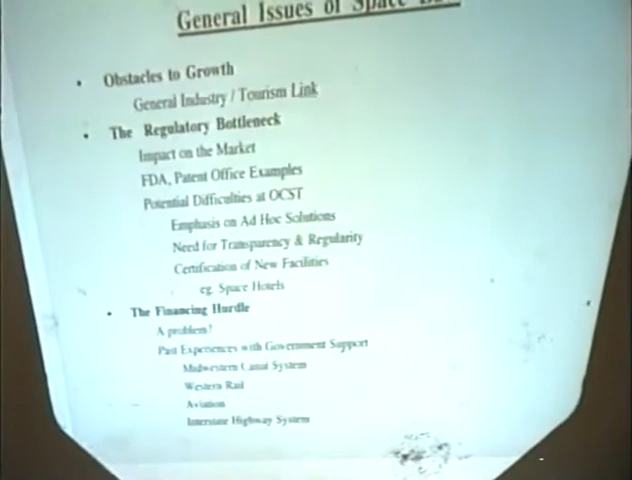 General Issues of Space
• Obstacles to Growth
General Industry / Tourism Link
• The Regulatory Bottleneck
Impact on the Market
FDA, Patent Office Examples
Potential Difficulties at OCST
Emphasis on Ad Hoc Solutions
Need for Transparency & Regularity
Certification of New Facilities
eg. Space Hotels
• The Financing Hurdle
A problem?
Past Experiences with Government Support
Midwestern Canal System
Western Rail
Aviation
Interstate Highway System